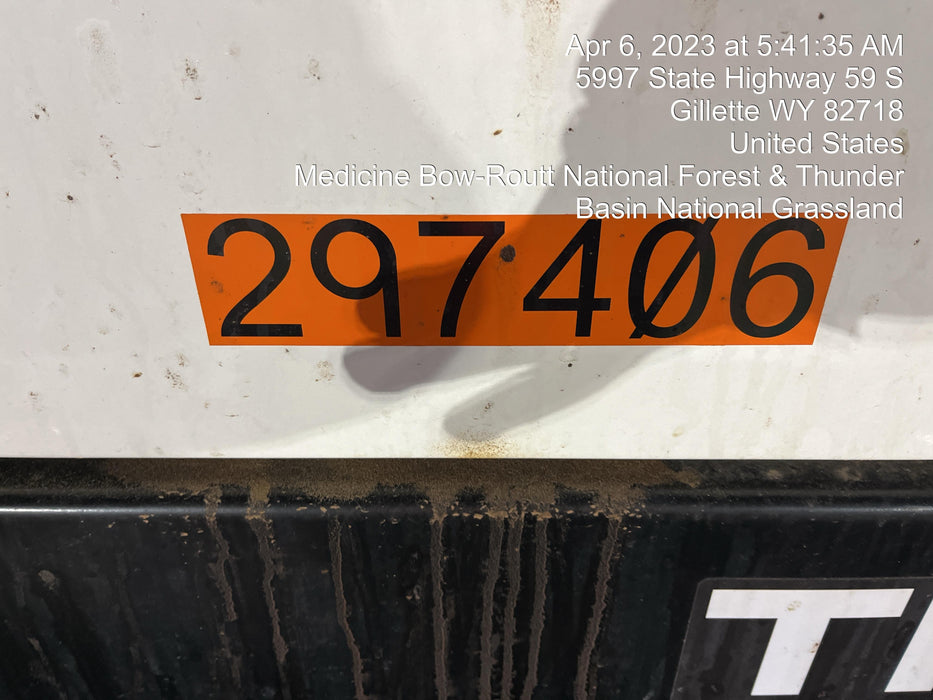 Apr 6, 2023 at 5:41:35 AM
5997 State Highway 59 S
Gillette WY 82718
United States
Medicine Bow-Routt National Forest & Thunder
Basin National Grassland
297406